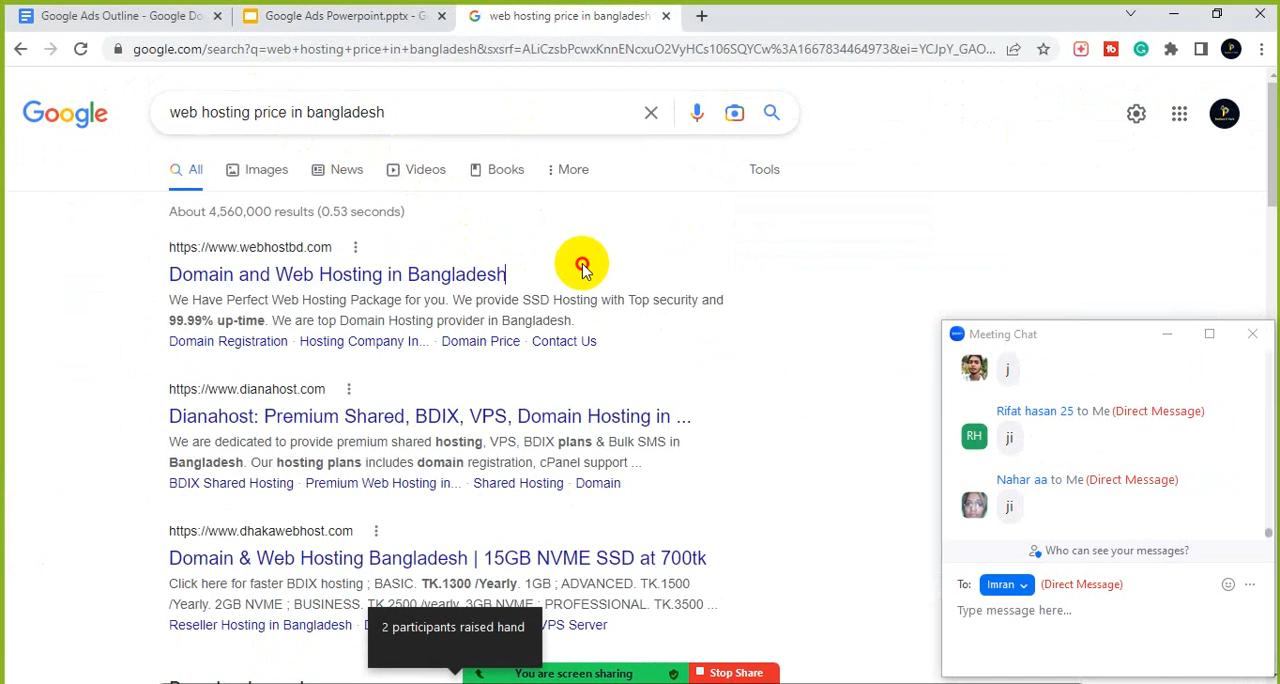 Google Ads Outline - Google Do
Google Ads Powerpoint.pptx - G
web hosting price in bangladesh
google.com/search?q=web+hosting+price+in+bangladesh&sxsrf=ALiCzsbPcwxKnnENcxuO2VyHCs106SQYCw%3A1667834464973&ei=YCJpY_GAO...
Google
web hosting price in bangladesh
All
Images
News
Videos
Books
More
Tools
About 4,560,000 results (0.53 seconds)
https://www.webhostbd.com
Domain and Web Hosting in Bangladesh
We Have Perfect Web Hosting Package for you. We provide SSD Hosting with Top security and
99.99% up-time. We are top Domain Hosting provider in Bangladesh.
Domain Registration · Hosting Company In... · Domain Price · Contact Us
https://www.dianahost.com
Dianahost: Premium Shared, BDIX, VPS, Domain Hosting in ...
We are dedicated to provide premium shared hosting, VPS, BDIX plans & Bulk SMS in
Bangladesh. Our hosting plans includes domain registration, cPanel support ...
BDIX Shared Hosting · Premium Web Hosting in... · Shared Hosting · Domain
https://www.dhakawebhost.com
Domain & Web Hosting Bangladesh | 15GB NVME SSD at 700tk
Click here for faster BDIX hosting ; BASIC. TK.1300 /Yearly. 1GB ; ADVANCED. TK.1500
/Yearly. 2GB NVME ; BUSINESS. TK.2500 /yearly. 3GB NVME ; PROFESSIONAL. TK.3500 ...
Reseller Hosting in Bangladesh
VPS Server
2 participants raised hand
You are screen sharing
Stop Share
Meeting Chat
j
Rifat hasan 25 to Me(Direct Message)
RH
ji
Nahar aa to Me(Direct Message)
ji
Who can see your messages?
To: Imran (Direct Message)
Type message here...